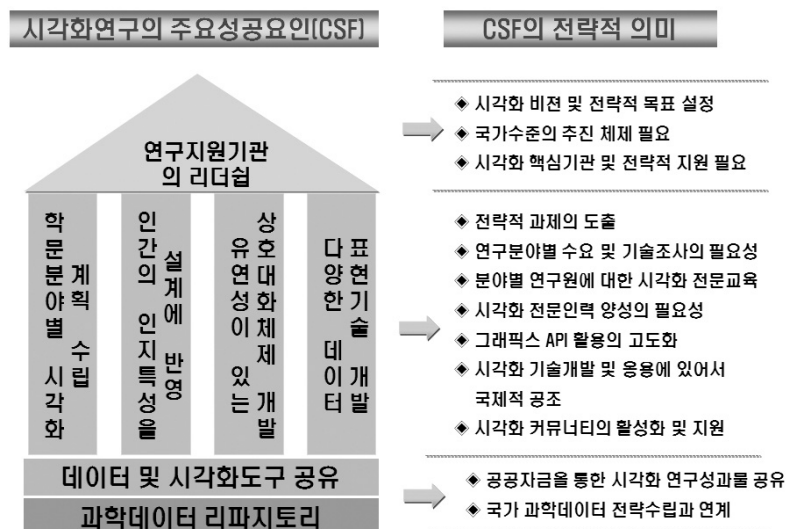 시각화연구의 주요성공요인(CSF)
CSF의 전략적 의미
연구지원기관
의 리더쉽
학문분야별 시각화
계획 수립
인간의 인지특성을
설계에 반영
유연성이 있는
상호대화체제 개발
다양한 데이터
표현기술 개발
데이터 및 시각화도구 공유
과학데이터 리파지토리
◈ 시각화 비젼 및 전략적 목표 설정
◈ 국가수준의 추진 체제 필요
◈ 시각화 핵심기관 및 전략적 지원 필요
◈ 전략적 과제의 도출
◈ 연구분야별 수요 및 기술조사의 필요성
◈ 분야별 연구원에 대한 시각화 전문교육
◈ 시각화 전문인력 양성의 필요성
◈ 그래픽스 API 활용의 고도화
◈ 시각화 기술개발 및 응용에 있어서
국제적 공조
◈ 시각화 커뮤니티의 활성화 및 지원
◈ 공공자금을 통한 시각화 연구성과물 공유
◈ 국가 과학데이터 전략수립과 연계